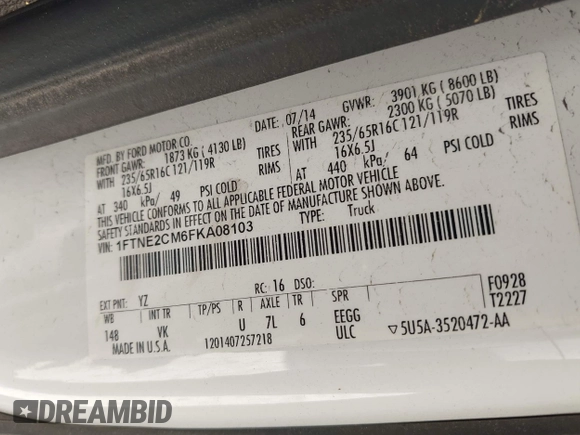 MFD. BY FORD MOTOR CO.
DATE: 07/14
GVWR: 3901 KG ( 8600 LB)
FRONT GAWR: 1873 KG ( 4130 LB)
REAR GAWR: 2300 KG ( 5070 LB)
WITH 235/65R16C 121/119R TIRES
WITH 235/65R16C 121/119R TIRES
16X6.5J RIMS
16X6.5J RIMS
AT 340 kPa/ 49 PSI COLD
AT 440 kPa/ 64 PSI COLD
THIS VEHICLE CONFORMS TO ALL APPLICABLE FEDERAL MOTOR VEHICLE
SAFETY STANDARDS IN EFFECT ON THE DATE OF MANUFACTURE SHOWN ABOVE.
VIN: 1FTNE2CM6FKA08103
TYPE: Truck
EXT PNT: YZ
RC: 16 DSO:
F0928
T2227
WB INT TR TP/PS R AXLE TR SPR
148 VK U 7L 6 EEGG
ULC
MADE IN U.S.A. 1201407257218
▽5U5A-3520472-AA
DREAMBID